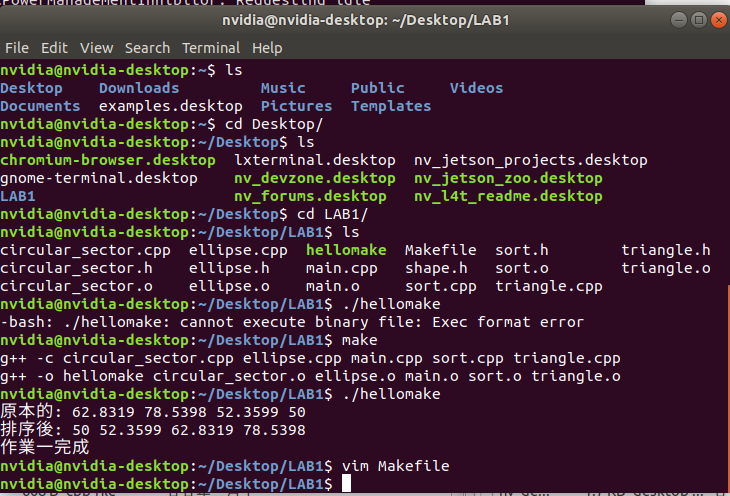 nvidia@nvidia-desktop: ~/Desktop/LAB1
File Edit View Search Terminal Help
nvidia@nvidia-desktop:~$ ls
Desktop Downloads Music Public Videos
Documents examples.desktop Pictures Templates
nvidia@nvidia-desktop:~$ cd Desktop/
nvidia@nvidia-desktop:~/Desktop$ ls
chromium-browser.desktop lxterminal.desktop nv_jetson_projects.desktop
gnome-terminal.desktop nv_devzone.desktop nv_jetson_zoo.desktop
LAB1 nv_forums.desktop nv_l4t_readme.desktop
nvidia@nvidia-desktop:~/Desktop$ cd LAB1/
nvidia@nvidia-desktop:~/Desktop/LAB1$ ls
circular_sector.cpp ellipse.cpp hellomake Makefile sort.h triangle.h
circular_sector.h ellipse.h main.cpp shape.h sort.o triangle.o
circular_sector.o ellipse.o main.o sort.cpp triangle.cpp
nvidia@nvidia-desktop:~/Desktop/LAB1$ ./hellomake
-bash: ./hellomake: cannot execute binary file: Exec format error
nvidia@nvidia-desktop:~/Desktop/LAB1$ make
g++ -c circular_sector.cpp ellipse.cpp main.cpp sort.cpp triangle.cpp
g++ -o hellomake circular_sector.o ellipse.o main.o sort.o triangle.o
nvidia@nvidia-desktop:~/Desktop/LAB1$ ./hellomake
原本的: 62.8319 78.5398 52.3599 50
排序後: 50 52.3599 62.8319 78.5398
作業一完成
nvidia@nvidia-desktop:~/Desktop/LAB1$ vim Makefile
nvidia@nvidia-desktop:~/Desktop/LAB1$